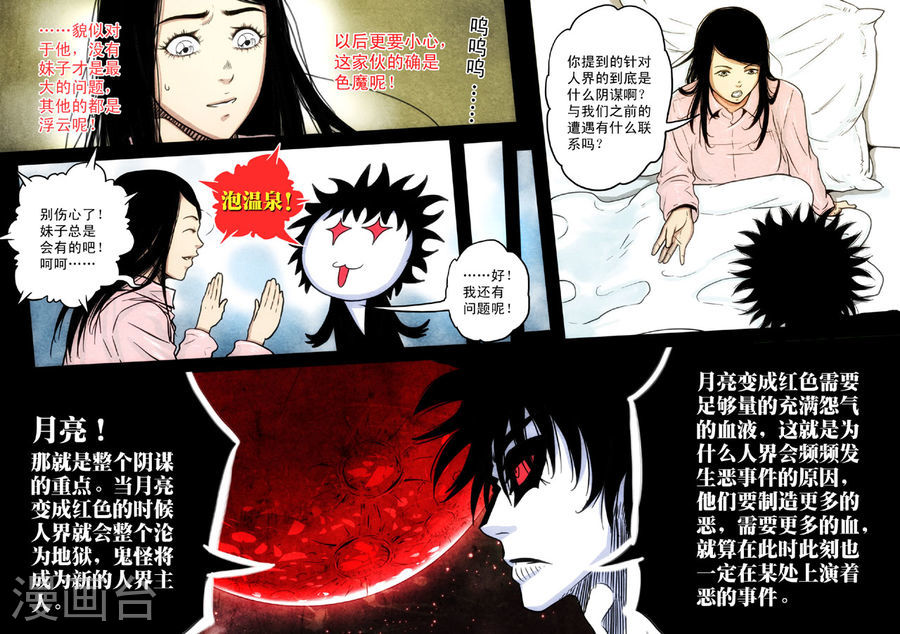 ……貌似对
于他，没有
妹子才是最
大的问题，
其他的都是
浮云呢！
以后更要小心，
这家伙的确是
色魔呢！
呜呜呜……
你提到的针对
人界的到底是
什么阴谋啊？
与我们之前的
遭遇有什么联
系吗？
别伤心了！
妹子总是
会有的吧！
呵呵……
泡温泉！
……好！
我还有
问题呢！
月亮！
那就是整个阴谋
的重点。当月亮
变成红色的时候
人界就会整个沦
为地狱，鬼怪将
成为新的人界主
人。
月亮变成红色需要
足够量的充满怨气
的血液，这就是为
什么人界会频频发
生恶事件的原因，
他们要制造更多的
恶，需要更多的血，
就算在此时此刻也
一定在某处上演着
恶的事件。
漫画台